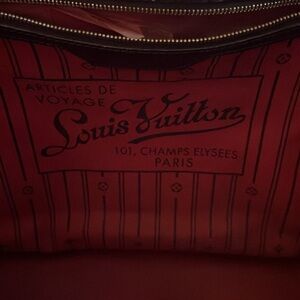 ARTICLES DE
VOYAGE
Louis Vuitton
101, CHAMPS ELYSEES
PARIS